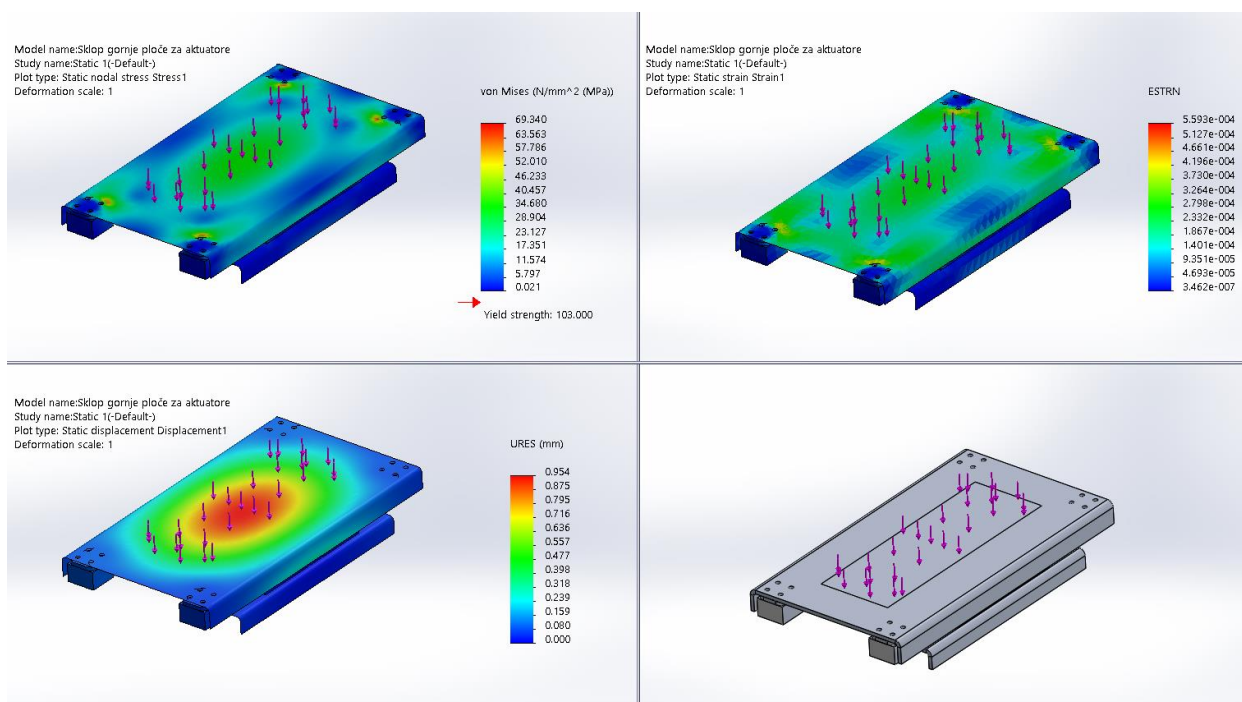 Model name:Sklop gornje ploče za aktuatore
Study name:Static 1(-Default-)
Plot type: Static nodal stress Stress1
Deformation scale: 1
von Mises (N/mm^2 (MPa))
69.340
63.563
57.786
52.010
46.233
40.457
34.680
28.904
23.127
17.351
11.574
5.797
0.021
Yield strength: 103.000
Model name:Sklop gornje ploče za aktuatore
Study name:Static 1(-Default-)
Plot type: Static strain Strain1
Deformation scale: 1
ESTRN
5.593e-004
5.127e-004
4.661e-004
4.196e-004
3.730e-004
3.264e-004
2.798e-004
2.332e-004
1.867e-004
1.401e-004
9.351e-005
4.693e-005
3.462e-007
Model name:Sklop gornje ploče za aktuatore
Study name:Static 1(-Default-)
Plot type: Static displacement Displacement1
Deformation scale: 1
URES (mm)
0.954
0.875
0.795
0.716
0.636
0.557
0.477
0.398
0.318
0.239
0.159
0.080
0.000